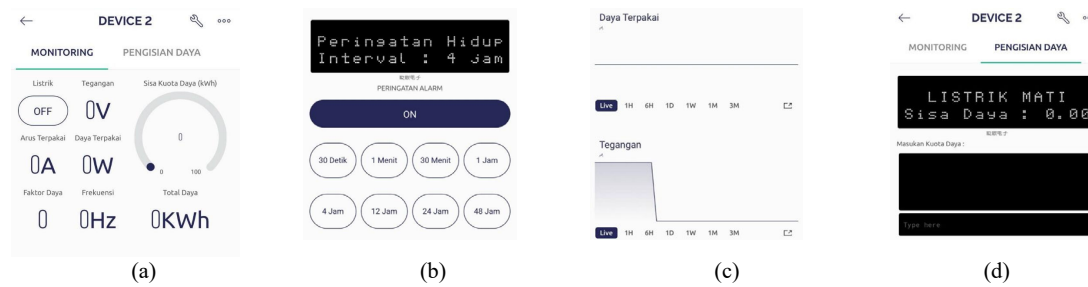 DEVICE 2
MONITORING PENGISIAN DAYA
Listrik Tegangan Sisa Kuota Daya (kWh)
OFF 0V
Arus Terpakai Daya Terpakai
0A 0W 0
0 100
Faktor Daya Frekuensi Total Daya
0 0Hz 0KWh
(a)
Peringatan Hidup
Interval : 4 jam
PERINGATAN ALARM
ON
30 Detik 1 Menit 30 Menit 1 Jam
4 Jam 12 Jam 24 Jam 48 Jam
(b)
Daya Terpakai
Live 1H 6H 1D 1W 1M 3M
Tegangan
Live 1H 6H 1D 1W 1M 3M
(c)
DEVICE 2
MONITORING PENGISIAN DAYA
LISTRIK MATI
Sisa Daya : 0.00
Masukan Kuota Daya :
Type here
(d)